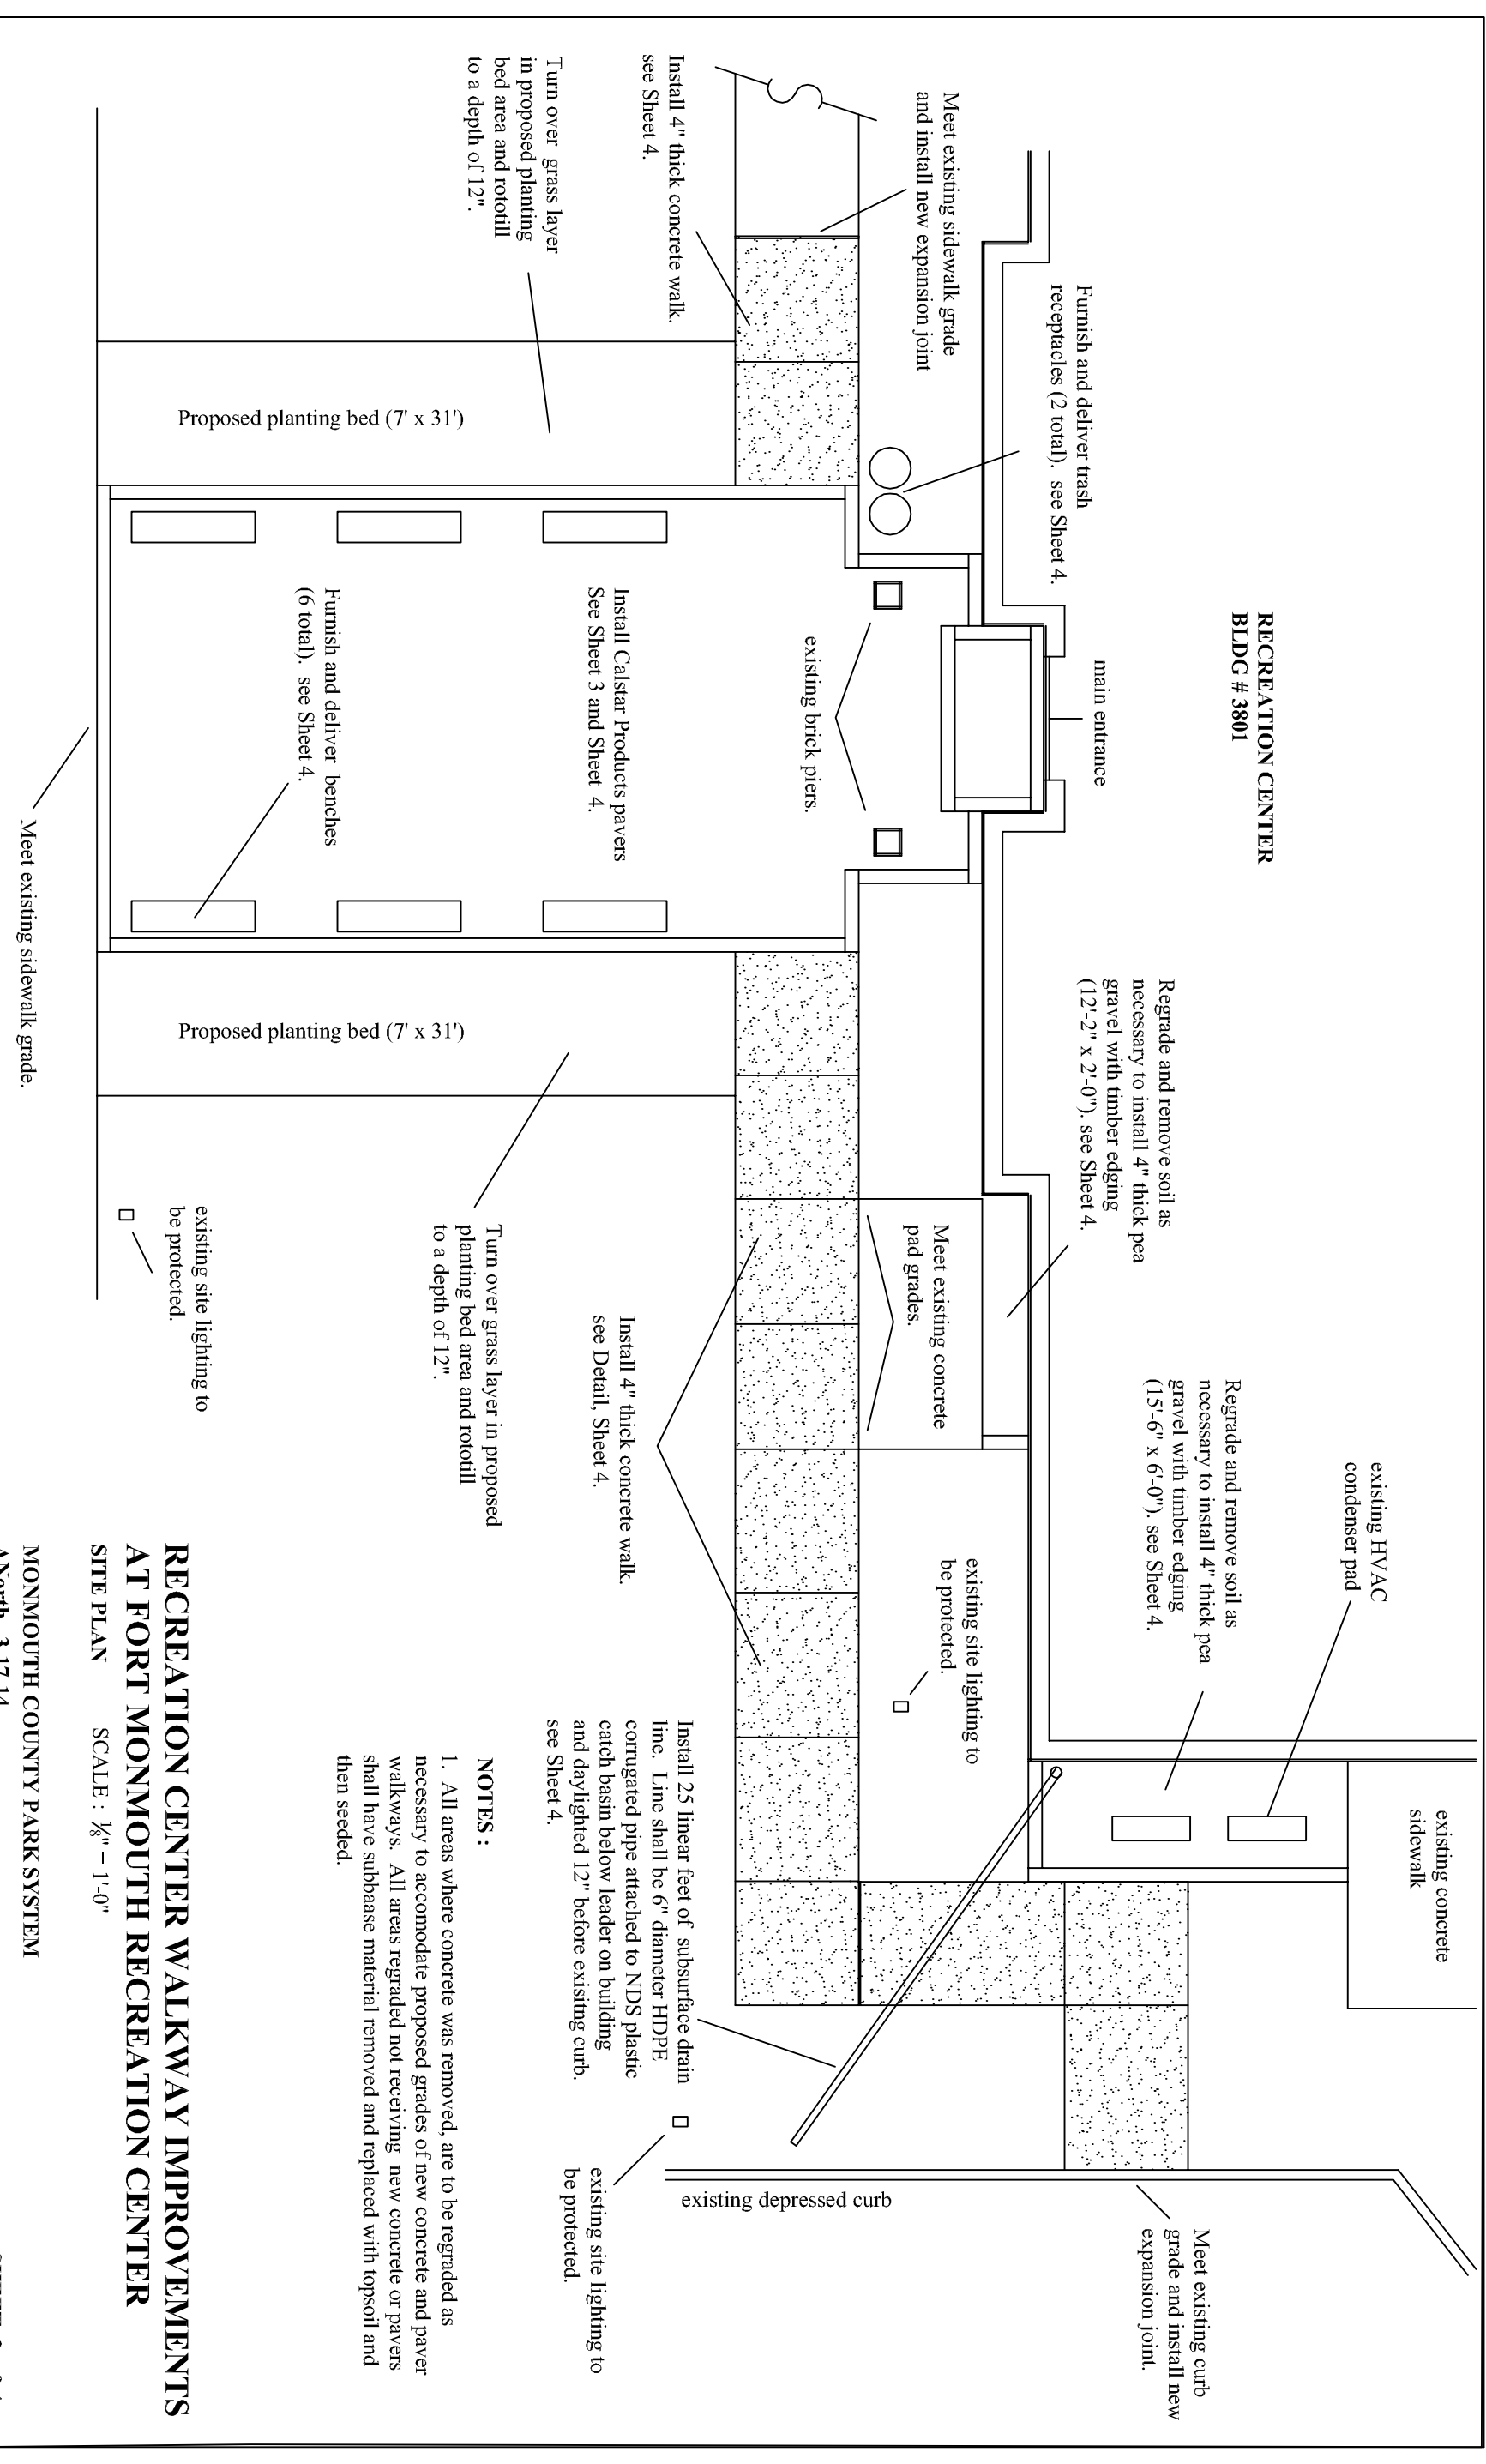 RECREATION CENTER
BLDG # 3801
main entrance
Furnish and deliver trash
receptacles (2 total).  see Sheet 4.
Meet existing sidewalk grade
and install new expansion joint
Install 4" thick concrete walk.
see Sheet 4.
Turn over  grass layer
in proposed planting
bed area and rototill
to a depth of 12".
Proposed planting bed (7' x 31')
existing brick piers.
Install Calstar Products pavers
See Sheet 3 and Sheet  4.
Furnish and deliver  benches
(6 total).  see Sheet 4.
Meet existing sidewalk grade.
Proposed planting bed (7' x 31')
Regrade and remove soil as
necessary to install 4" thick pea
gravel with timber edging
(12'-2" x 2'-0"). see Sheet 4.
Meet existing concrete
pad grades.
existing HVAC
condenser pad
Regrade and remove soil as
necessary to install 4" thick pea
gravel with timber edging
(15'-6" x 6'-0"). see Sheet 4.
existing concrete
sidewalk
existing site lighting to
be protected.
Install 4" thick concrete walk.
see Detail, Sheet 4.
Turn over grass layer in proposed
planting bed area and rototill
to a depth of 12".
existing site lighting to
be protected.
Install 25 linear feet of  subsurface drain
line.  Line shall be 6" diameter HDPE
corrugated pipe attached to NDS plastic
catch basin below leader on building
and daylighted 12" before exisitng curb.
see Sheet 4.
existing depressed curb
Meet existing curb
grade and install new
expansion joint.
existing site lighting to
be protected.
NOTES :
1.  All areas where concrete was removed, are to be regraded as
necessary to accomodate proposed grades of new concrete and paver
walkways.  All areas regraded not receiving  new concrete or pavers
shall have subbaase material removed and replaced with topsoil and
then seeded.
RECREATION CENTER WALKWAY IMPROVEMENTS
AT FORT MONMOUTH RECREATION CENTER
SITE PLAN SCALE : 1/8" = 1'-0"
MONMOUTH COUNTY PARK SYSTEM
ANorth 3-17-14